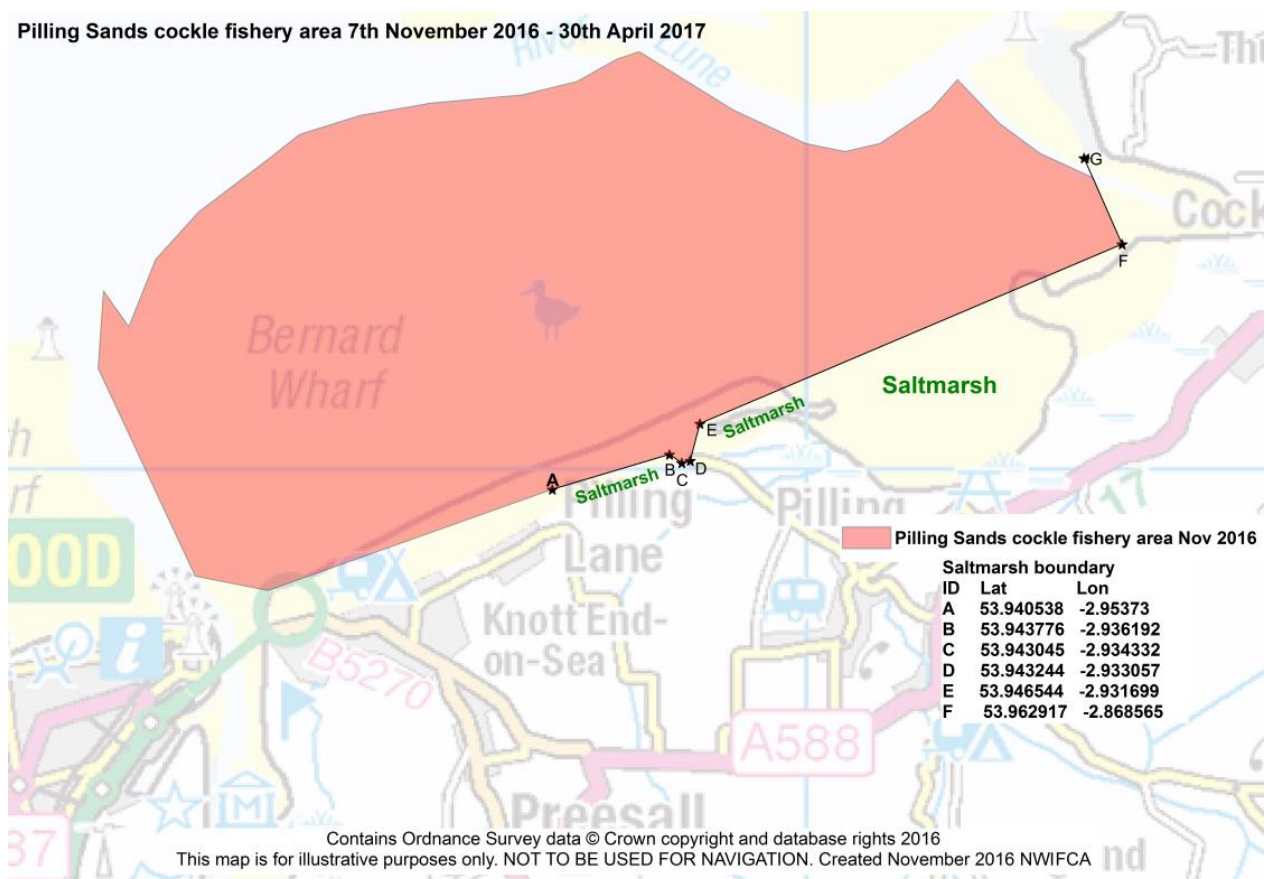 Pilling Sands cockle fishery area 7th November 2016 - 30th April 2017
River
Lune
Thu
G
Cock
F
Bernard
Wharf
Saltmarsh
Saltmarsh
E
B
D
C
A
Saltmarsh
rf
Pilling
Lane
Pilling
17
OOD
Pilling Sands cockle fishery area Nov 2016
Saltmarsh boundary
ID Lat Lon
A 53.940538 -2.95373
B 53.943776 -2.936192
C 53.943045 -2.934332
D 53.943244 -2.933057
E 53.946544 -2.931699
F 53.962917 -2.868565
i
Knott End-
on-Sea
B5270
A588
M
Preesall
37
Contains Ordnance Survey data © Crown copyright and database rights 2016
This map is for illustrative purposes only. NOT TO BE USED FOR NAVIGATION. Created November 2016 NWIFCA
nd